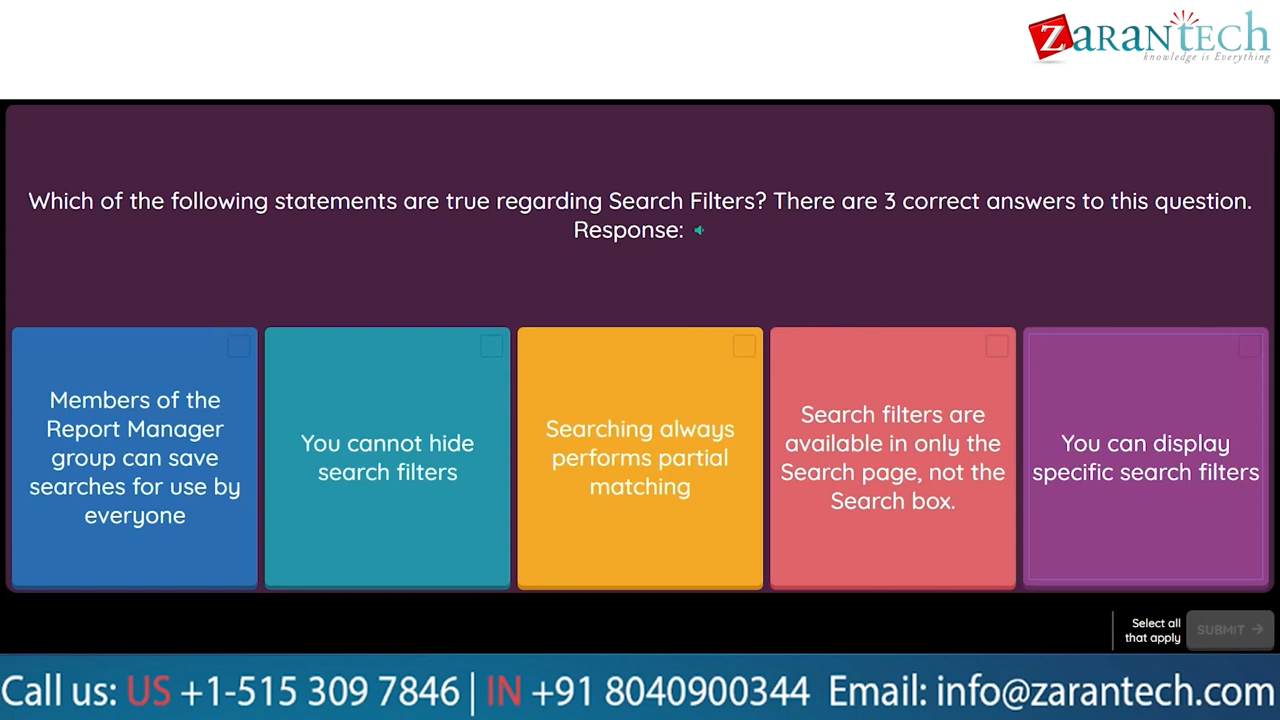 ZARANTECH
knowledge is Everything
Which of the following statements are true regarding Search Filters? There are 3 correct answers to this question.
Response:
Members of the
Report Manager
group can save
searches for use by
everyone
You cannot hide
search filters
Searching always
performs partial
matching
Search filters are
available in only the
Search page, not the
Search box.
You can display
specific search filters
Select all
that apply
SUBMIT
Call us: US +1-515 309 7846 | IN +91 8040900344 Email: info@zarantech.com